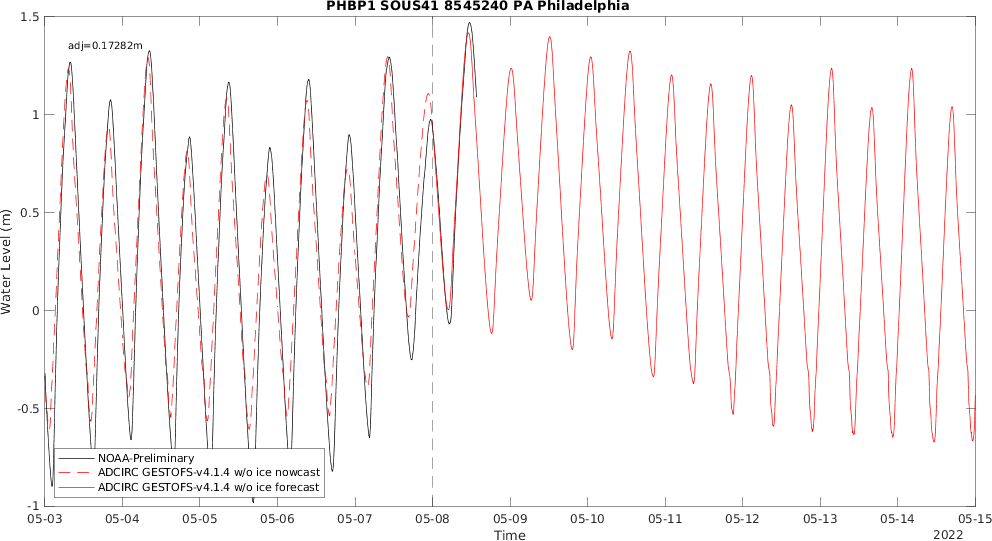 PHBP1 SOUS41 8545240 PA Philadelphia
adj=0.17282m
Water Level (m)
1.5
1
0.5
0
-0.5
-1
NOAA-Preliminary
ADCIRC GESTOFS-v4.1.4 w/o ice nowcast
ADCIRC GESTOFS-v4.1.4 w/o ice forecast
05-03 05-04 05-05 05-06 05-07 05-08 05-09 05-10 05-11 05-12 05-13 05-14 05-15
Time
2022